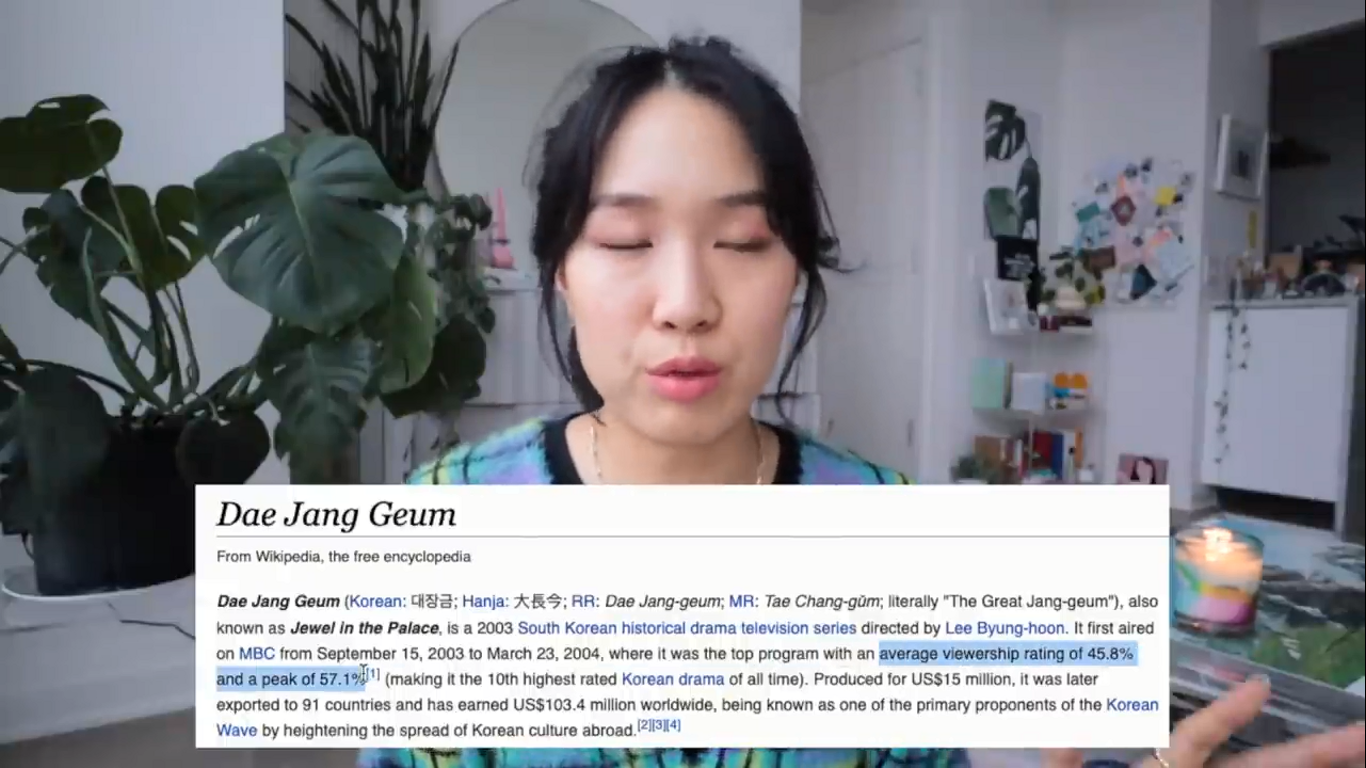 Dae Jang Geum
From Wikipedia, the free encyclopedia
Dae Jang Geum (Korean: 대장금; Hanja: 大長今; RR: Dae Jang-geum; MR: Tae Chang-gŭm; literally "The Great Jang-geum"), also
known as Jewel in the Palace, is a 2003 South Korean historical drama television series directed by Lee Byung-hoon. It first aired
on MBC from September 15, 2003 to March 23, 2004, where it was the top program with an average viewership rating of 45.8%
and a peak of 57.1%[1] (making it the 10th highest rated Korean drama of all time). Produced for US$15 million, it was later
exported to 91 countries and has earned US$103.4 million worldwide, being known as one of the primary proponents of the Korean
Wave by heightening the spread of Korean culture abroad.[2][3][4]